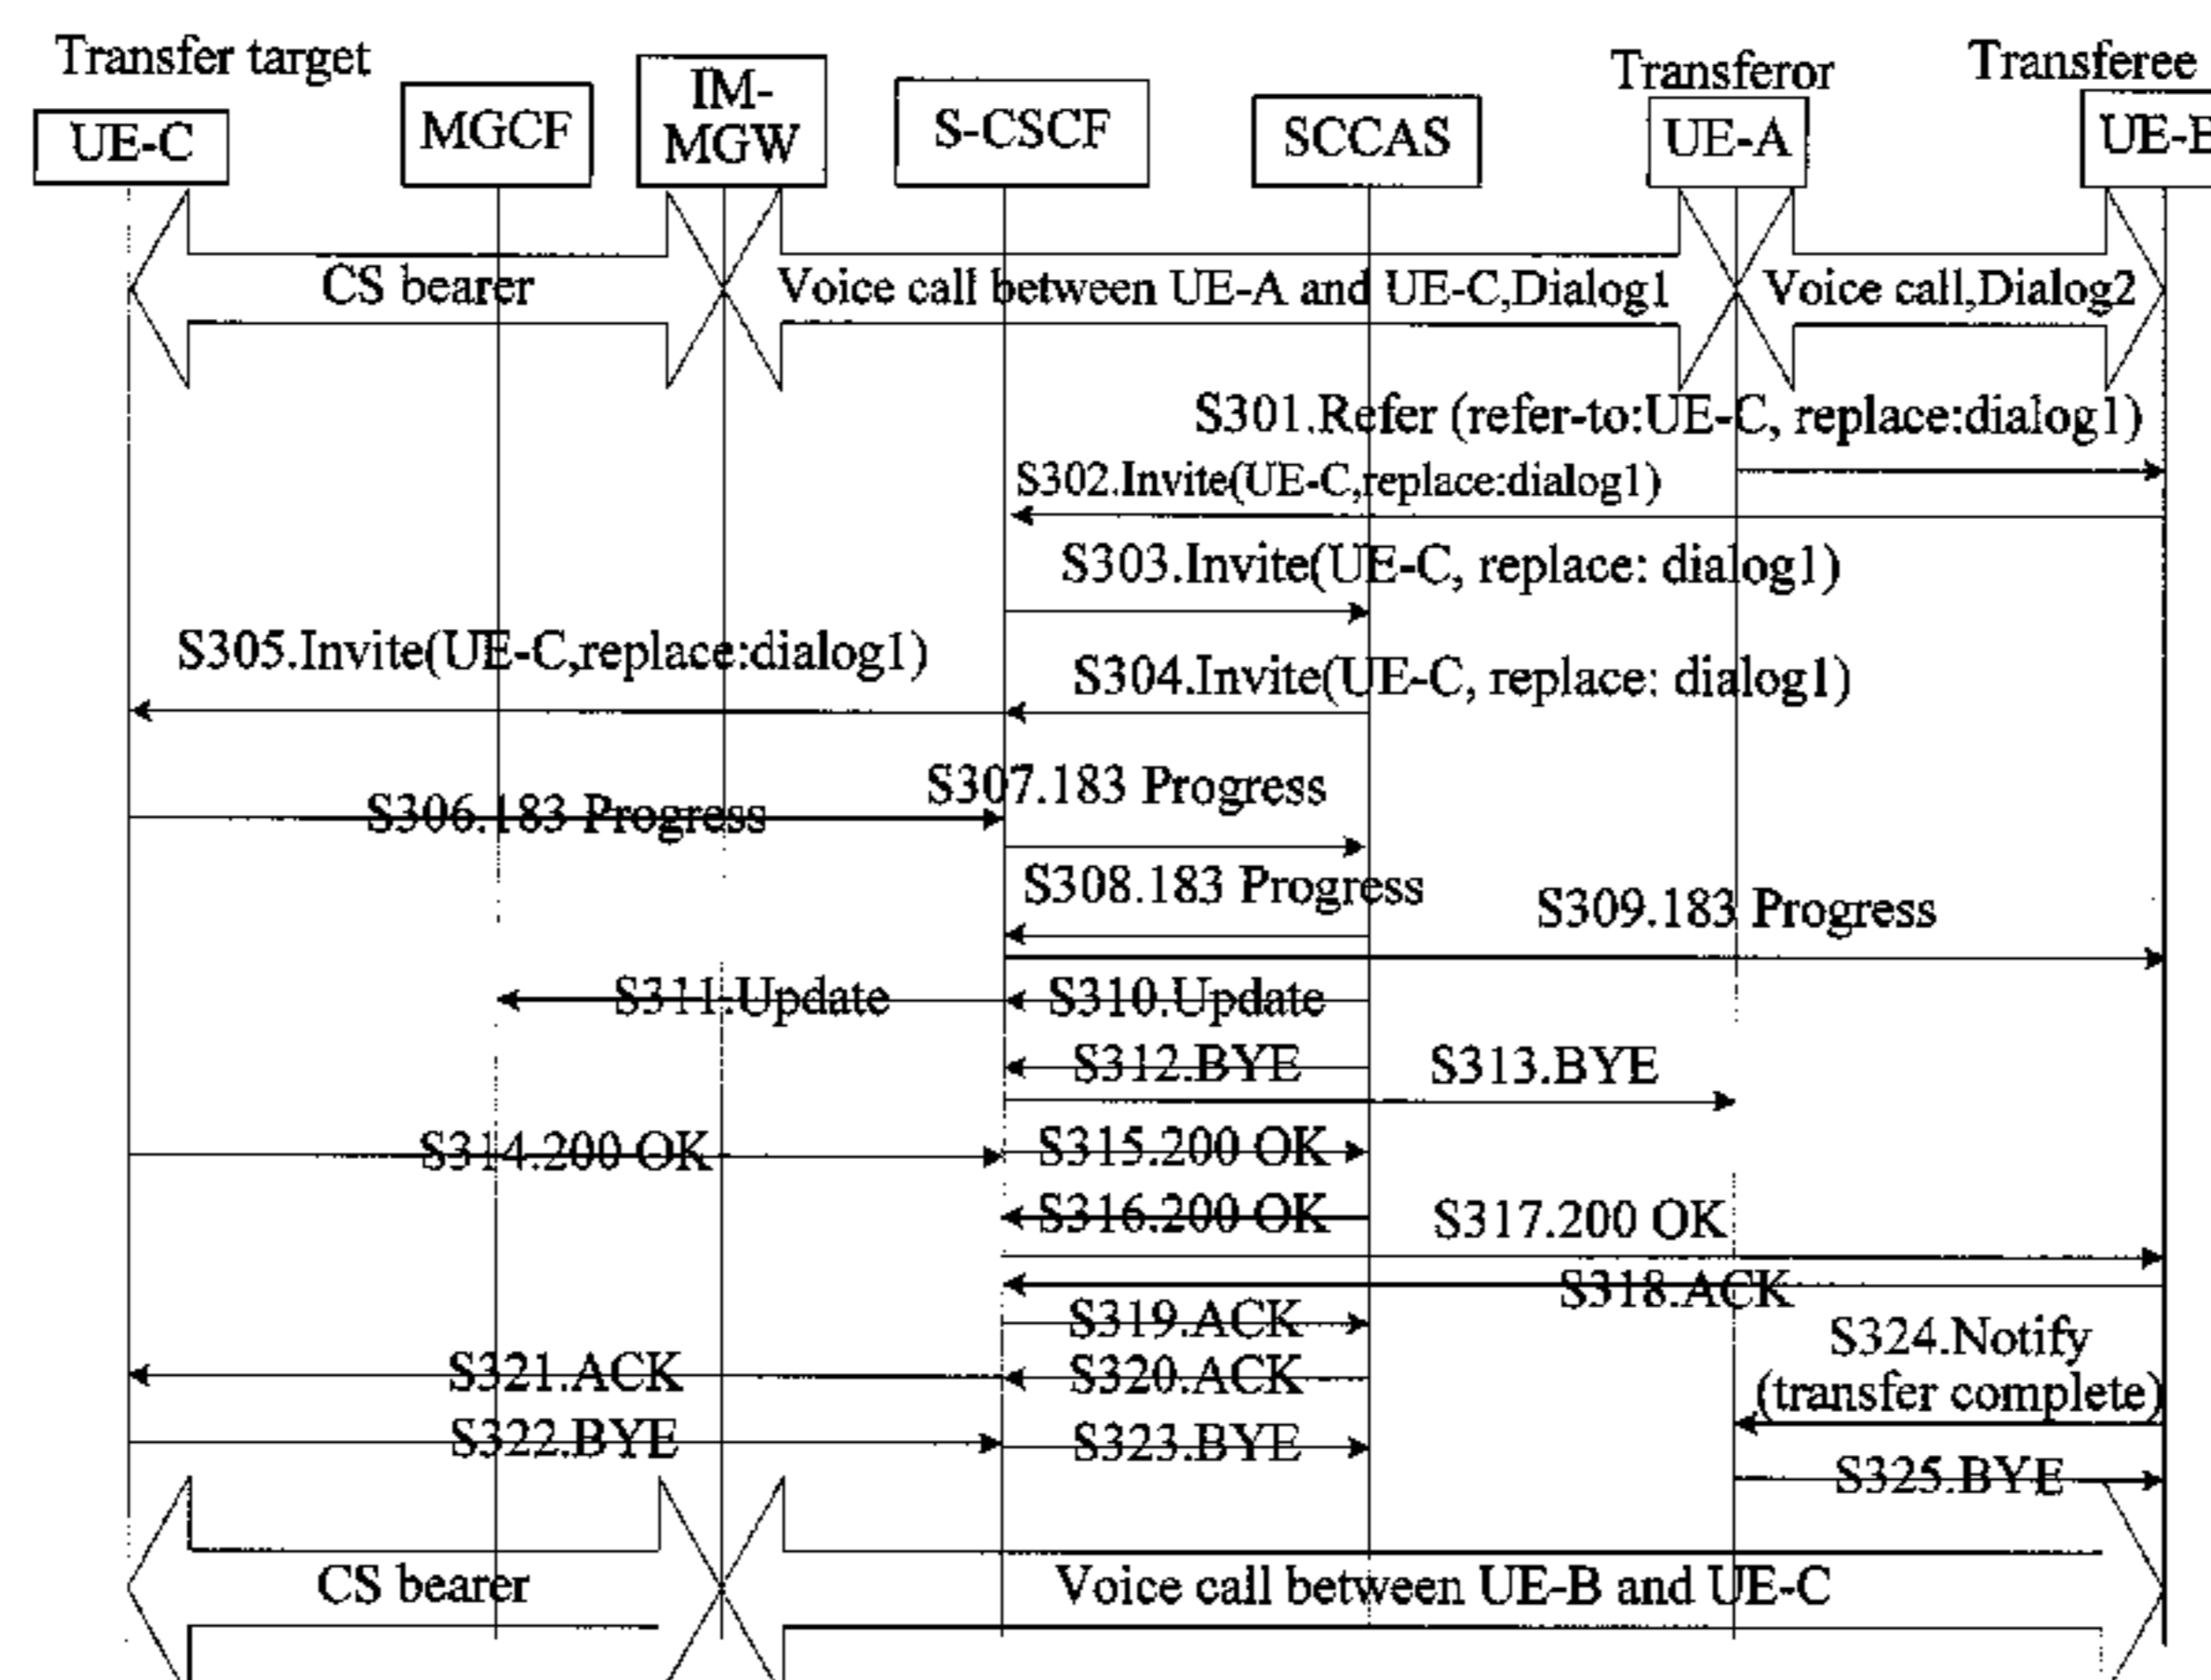 Transfer target
Transferor
Transferee
UE-C
MGCF
IM-
MGW
S-CSCF
SCCAS
UE-A
UE-B
CS bearer
Voice call between UE-A and UE-C,Dialog1
Voice call,Dialog2
S301.Refer (refer-to:UE-C, replace:dialog1)
S302.Invite(UE-C,replace:dialog1)
S303.Invite(UE-C, replace: dialog1)
S305.Invite(UE-C,replace:dialog1)
S304.Invite(UE-C, replace: dialog1)
S307.183 Progress
S306.183 Progress
S308.183 Progress
S309.183 Progress
S311.Update
S310.Update
S312.BYE
S313.BYE
S314.200 OK
S315.200 OK
S316.200 OK
S317.200 OK
S318.ACK
S319.ACK
S324.Notify
(transfer complete)
S321.ACK
S320.ACK
S322.BYE
S323.BYE
S325.BYE
CS bearer
Voice call between UE-B and UE-C